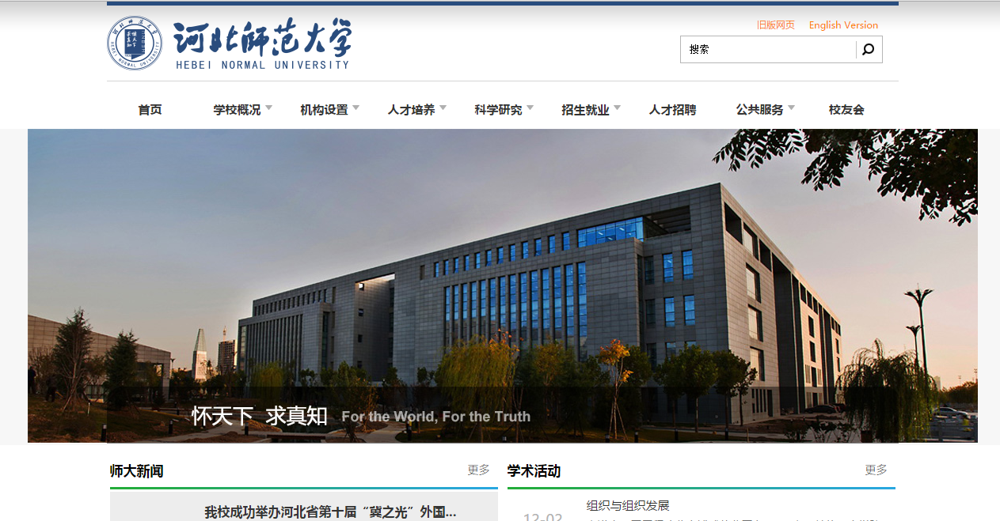 旧版网页 English Version
河北师范大学
HEBEI NORMAL UNIVERSITY
搜索
首页 学校概况 机构设置 人才培养 科学研究 招生就业 人才招聘 公共服务 校友会
怀天下 求真知 For the World, For the Truth
师大新闻 更多
学术活动 更多
组织与组织发展
我校成功举办河北省第十届“冀之光”外国...
12-02